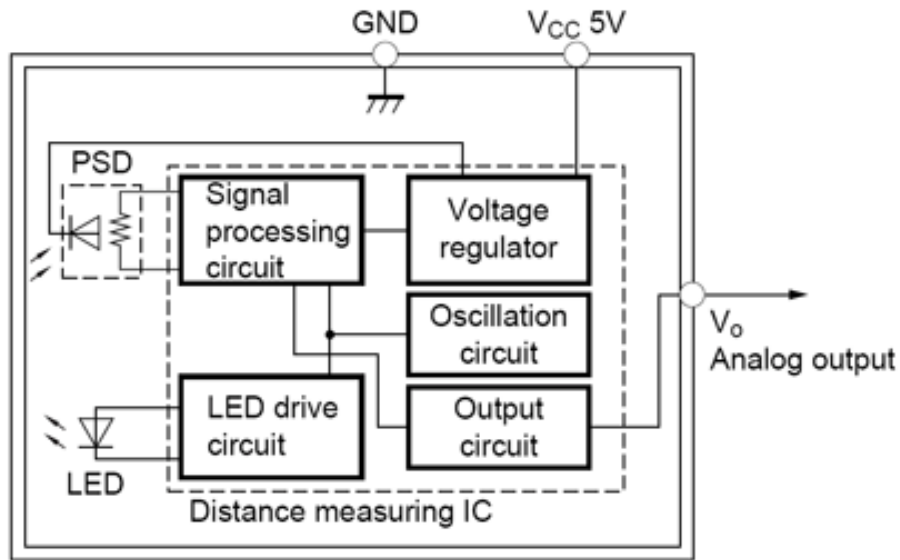 GND
VCC 5V
PSD
Signal
processing
circuit
Voltage
regulator
Oscillation
circuit
Vo
Analog output
LED drive
circuit
Output
circuit
LED
Distance measuring IC